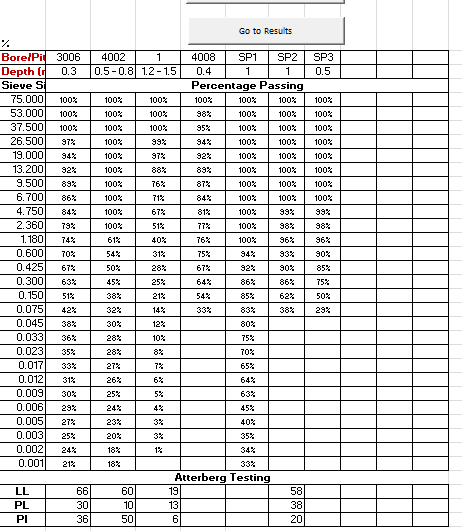 Go to Results
%
Bore/Pi 3006 4002 1 4008 SP1 SP2 SP3
Depth (r 0.3 0.5 - 0.8 1.2 - 1.5 0.4 1 1 0.5
Sieve Si Percentage Passing
75.000 100% 100% 100% 100% 100% 100% 100%
53.000 100% 100% 100% 98% 100% 100% 100%
37.500 100% 100% 100% 95% 100% 100% 100%
26.500 97% 100% 99% 94% 100% 100% 100%
19.000 94% 100% 97% 92% 100% 100% 100%
13.200 92% 100% 88% 89% 100% 100% 100%
9.500 89% 100% 76% 87% 100% 100% 100%
6.700 86% 100% 71% 84% 100% 100% 100%
4.750 84% 100% 67% 81% 100% 99% 99%
2.360 79% 100% 51% 77% 100% 98% 98%
1.180 74% 61% 40% 76% 100% 96% 96%
0.600 70% 54% 31% 75% 94% 93% 90%
0.425 67% 50% 28% 67% 92% 90% 85%
0.300 63% 45% 25% 64% 86% 86% 75%
0.150 51% 38% 21% 54% 85% 62% 50%
0.075 42% 32% 14% 33% 83% 38% 29%
0.045 38% 30% 12% 80%
0.033 36% 28% 10% 75%
0.023 35% 28% 8% 70%
0.017 33% 27% 7% 65%
0.012 31% 26% 6% 64%
0.009 30% 25% 5% 63%
0.006 29% 24% 4% 45%
0.005 27% 23% 3% 40%
0.003 25% 20% 3% 35%
0.002 24% 18% 1% 34%
0.001 21% 18% 33%
Atterberg Testing
LL 66 60 19 58
PL 30 10 13 38
PI 36 50 6 20